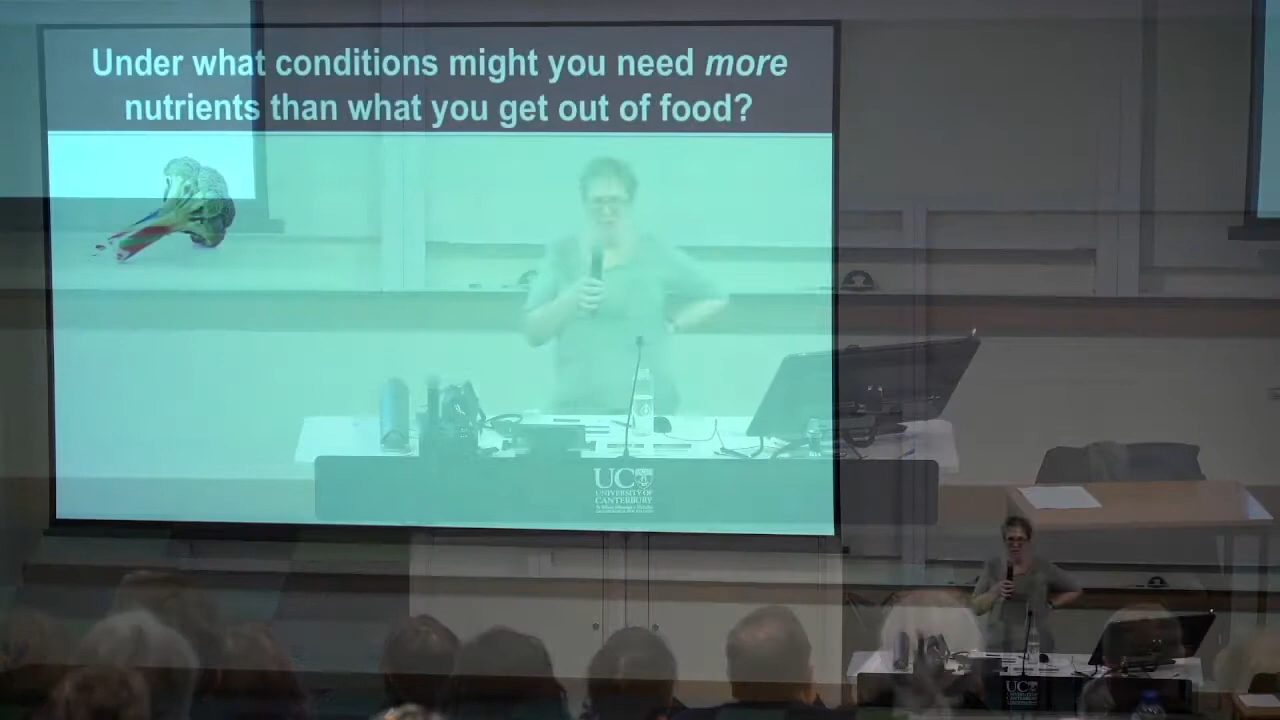 Under what conditions might you need more
nutrients than what you get out of food?
UC
UNIVERSITY OF
CANTERBURY
UC